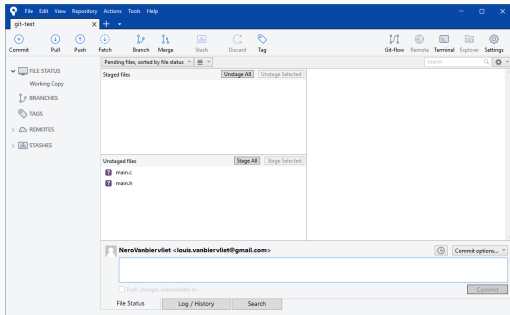 File Edit View Repository Actions Tools Help
git-test
Commit Pull Push Fetch Branch Merge Stash Discard Tag Git-flow Remote Terminal Explorer Settings
Pending files, sorted by file status
Search
FILE STATUS
Working Copy
BRANCHES
TAGS
REMOTES
STASHES
Staged files
Unstage All
Unstage Selected
Unstaged files
Stage All
Stage Selected
main.c
main.h
NeroVanbiervliet <louis.vanbiervliet@gmail.com>
Commit options...
Push changes immediately to -
Commit
File Status
Log / History
Search